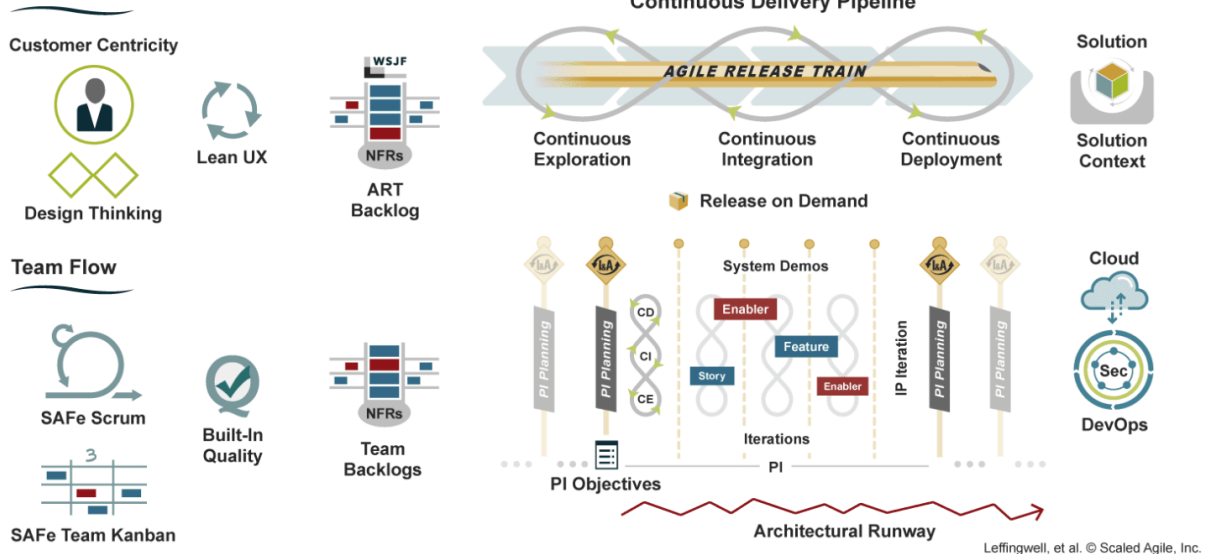 Continuous Delivery Pipeline
Customer Centricity
Design Thinking
Lean UX
WSJF
NFRs
ART
Backlog
AGILE RELEASE TRAIN
Continuous
Exploration
Continuous
Integration
Continuous
Deployment
Release on Demand
Solution
Solution
Context
Team Flow
SAFe Scrum
3
SAFe Team Kanban
Built-In
Quality
NFRs
Team
Backlogs
I&A
I&A
I&A
I&A
PI Planning
PI Planning
CD
CI
CE
System Demos
Enabler
Feature
Story
Enabler
Iterations
IP Iteration
PI Planning
PI Planning
PI Objectives
PI
Architectural Runway
Cloud
Sec
DevOps
Leffingwell, et al. © Scaled Agile, Inc.